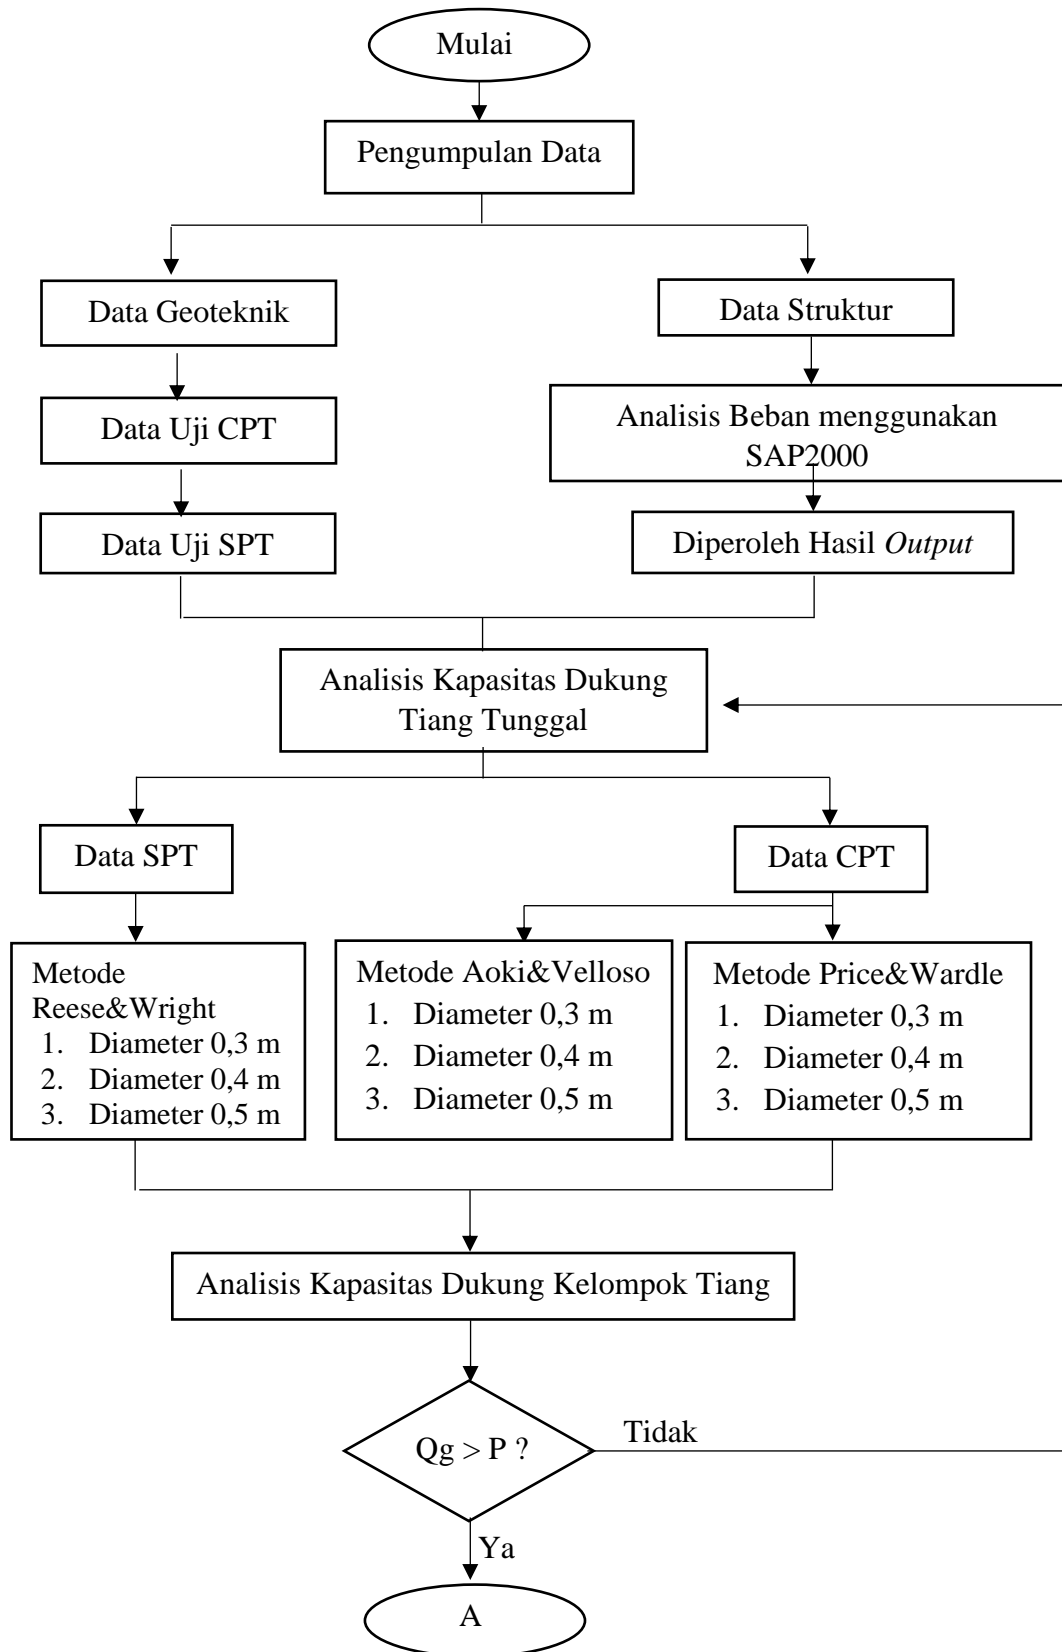 Mulai
Pengumpulan Data
Data Geoteknik
Data Struktur
Data Uji CPT
Analisis Beban menggunakan
SAP2000
Data Uji SPT
Diperoleh Hasil Output
Analisis Kapasitas Dukung
Tiang Tunggal
Data SPT
Data CPT
Metode
Reese&Wright
1. Diameter 0,3 m
2. Diameter 0,4 m
3. Diameter 0,5 m
Metode Aoki&Velloso
1. Diameter 0,3 m
2. Diameter 0,4 m
3. Diameter 0,5 m
Metode Price&Wardle
1. Diameter 0,3 m
2. Diameter 0,4 m
3. Diameter 0,5 m
Analisis Kapasitas Dukung Kelompok Tiang
Qg > P ?
Tidak
Ya
A